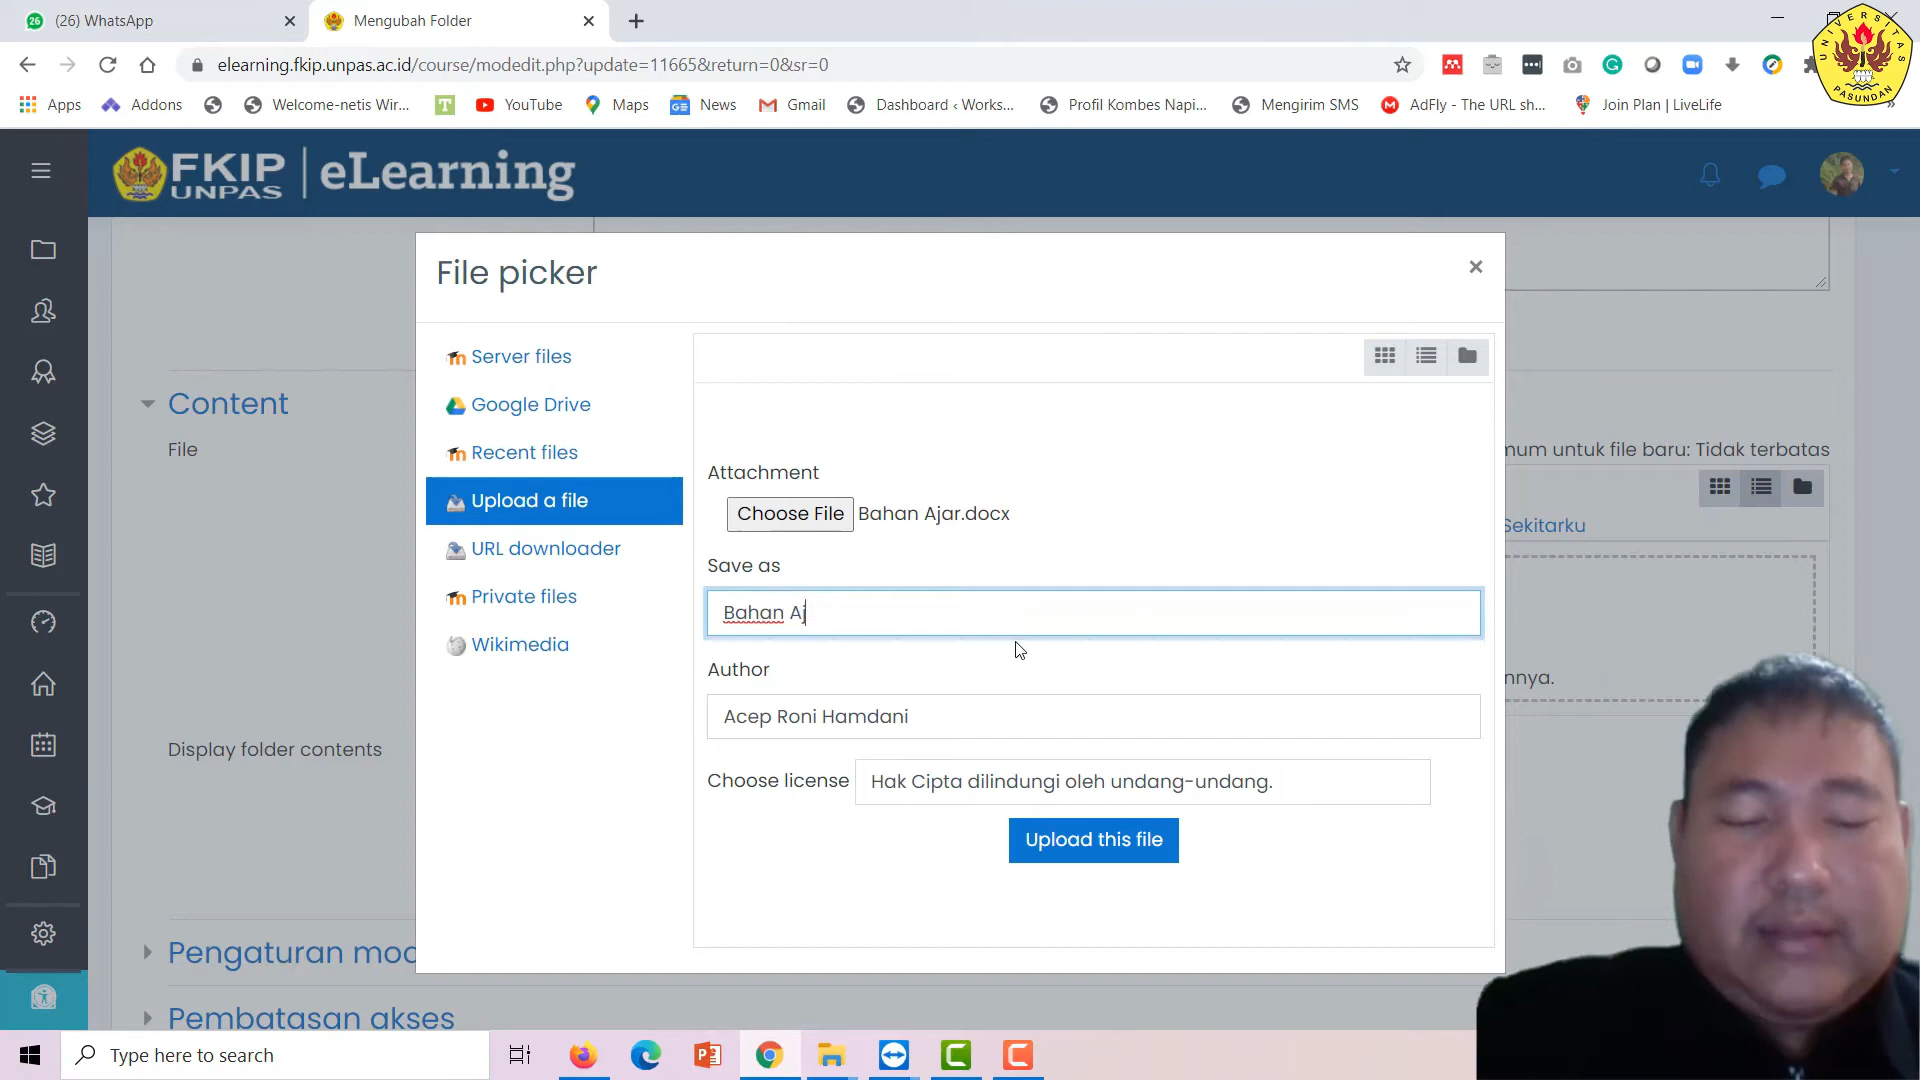 26
(26) WhatsApp
Mengubah Folder
UNIVERSITAS
PASUNDAN
elearning.fkip.unpas.ac.id/course/modedit.php?update=11665&return=0&sr=0
Apps
Addons
Welcome-netis Wir...
YouTube
Maps
News
Gmail
Dashboard ‹ Works...
Profil Kombes Napi...
Mengirim SMS
AdFly - The URL sh...
Join Plan | LiveLife
»
FKIP
UNPAS
eLearning
File picker
Server files
Google Drive
Recent files
Upload a file
URL downloader
Private files
Wikimedia
Attachment
Choose File Bahan Ajar.docx
Save as
Bahan Aj
Author
Acep Roni Hamdani
Choose license
Hak Cipta dilindungi oleh undang-undang.
Upload this file
Content
File
mum untuk file baru: Tidak terbatas
Sekitarku
nnya.
Display folder contents
Pengaturan mod
Pembatasan akses
Type here to search